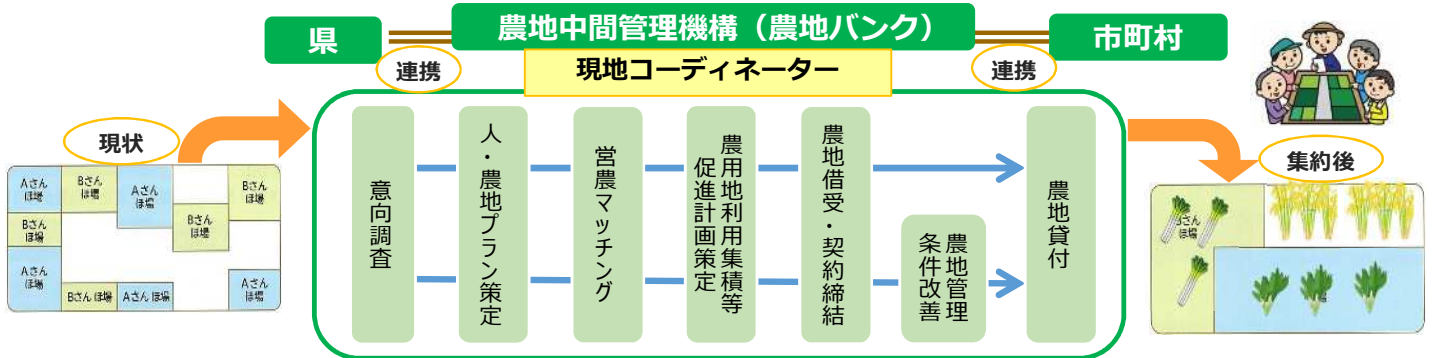 県
農地中間管理機構（農地バンク）
市町村
連携
現地コーディネーター
連携
現状
Aさん
ほ場
Bさん
ほ場
Aさん
ほ場
Bさん
ほ場
Bさん
ほ場
Bさん
ほ場
Aさん
ほ場
Bさん ほ場
Aさん ほ場
Aさん
ほ場
意向調査
人・農地プラン策定
営農マッチング
農用地利用集積等
促進計画策定
農地借受・契約締結
農地管理
条件改善
農地貸付
集約後
Bさん
ほ場